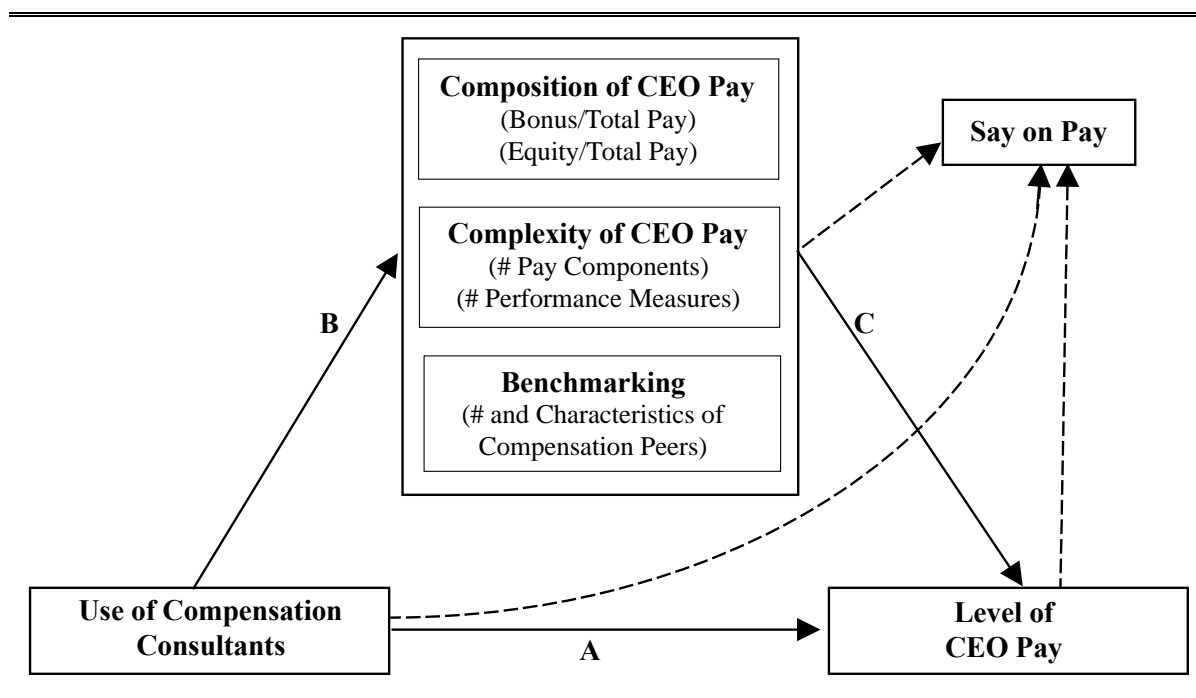 Composition of CEO Pay
(Bonus/Total Pay)
(Equity/Total Pay)
Say on Pay
Complexity of CEO Pay
(# Pay Components)
(# Performance Measures)
B
C
Benchmarking
(# and Characteristics of
Compensation Peers)
Use of Compensation
Consultants
A
Level of
CEO Pay